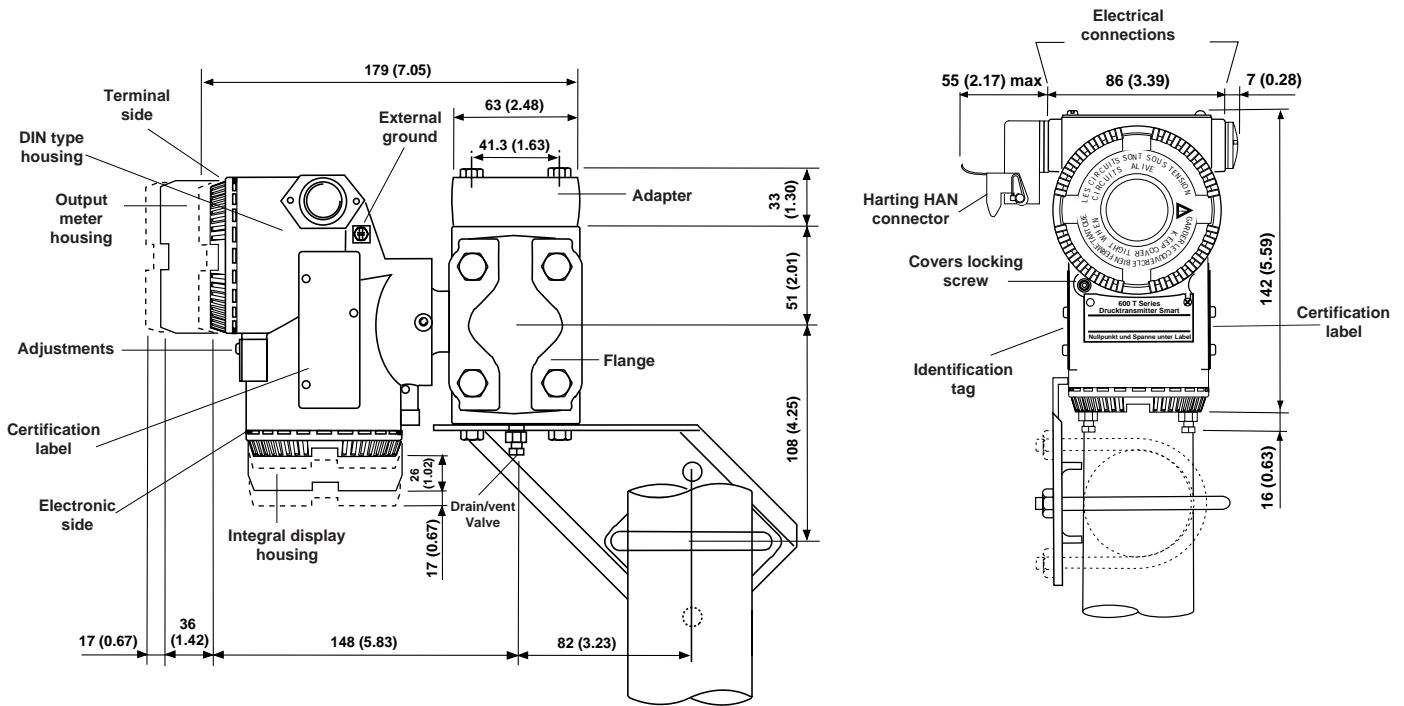 Electrical
connections
179 (7.05)
55 (2.17) max
86 (3.39)
7 (0.28)
Terminal
side
63 (2.48)
External
ground
DIN type
housing
41.3 (1.63)
Output
meter
housing
Adapter
33
(1.30)
Harting HAN
connector
LES CIRCUITS SONT SOUS TENSION
CIRCUITS ALIVE
GARDER LE COUVERCLE BIEN FERME TANT QUE
KEEP COVER TIGHT WHEN
51 (2.01)
142 (5.59)
Covers locking
screw
600 T Series
Drucktransmitter Smart
Nullpunkt und Spanne unter Label
Certification
label
Adjustments
Flange
Identification
tag
108 (4.25)
Certification
label
26
(1.02)
16 (0.63)
Electronic
side
Drain/vent
Valve
Integral display
housing
17 (0.67)
17 (0.67)
36
(1.42)
148 (5.83)
82 (3.23)